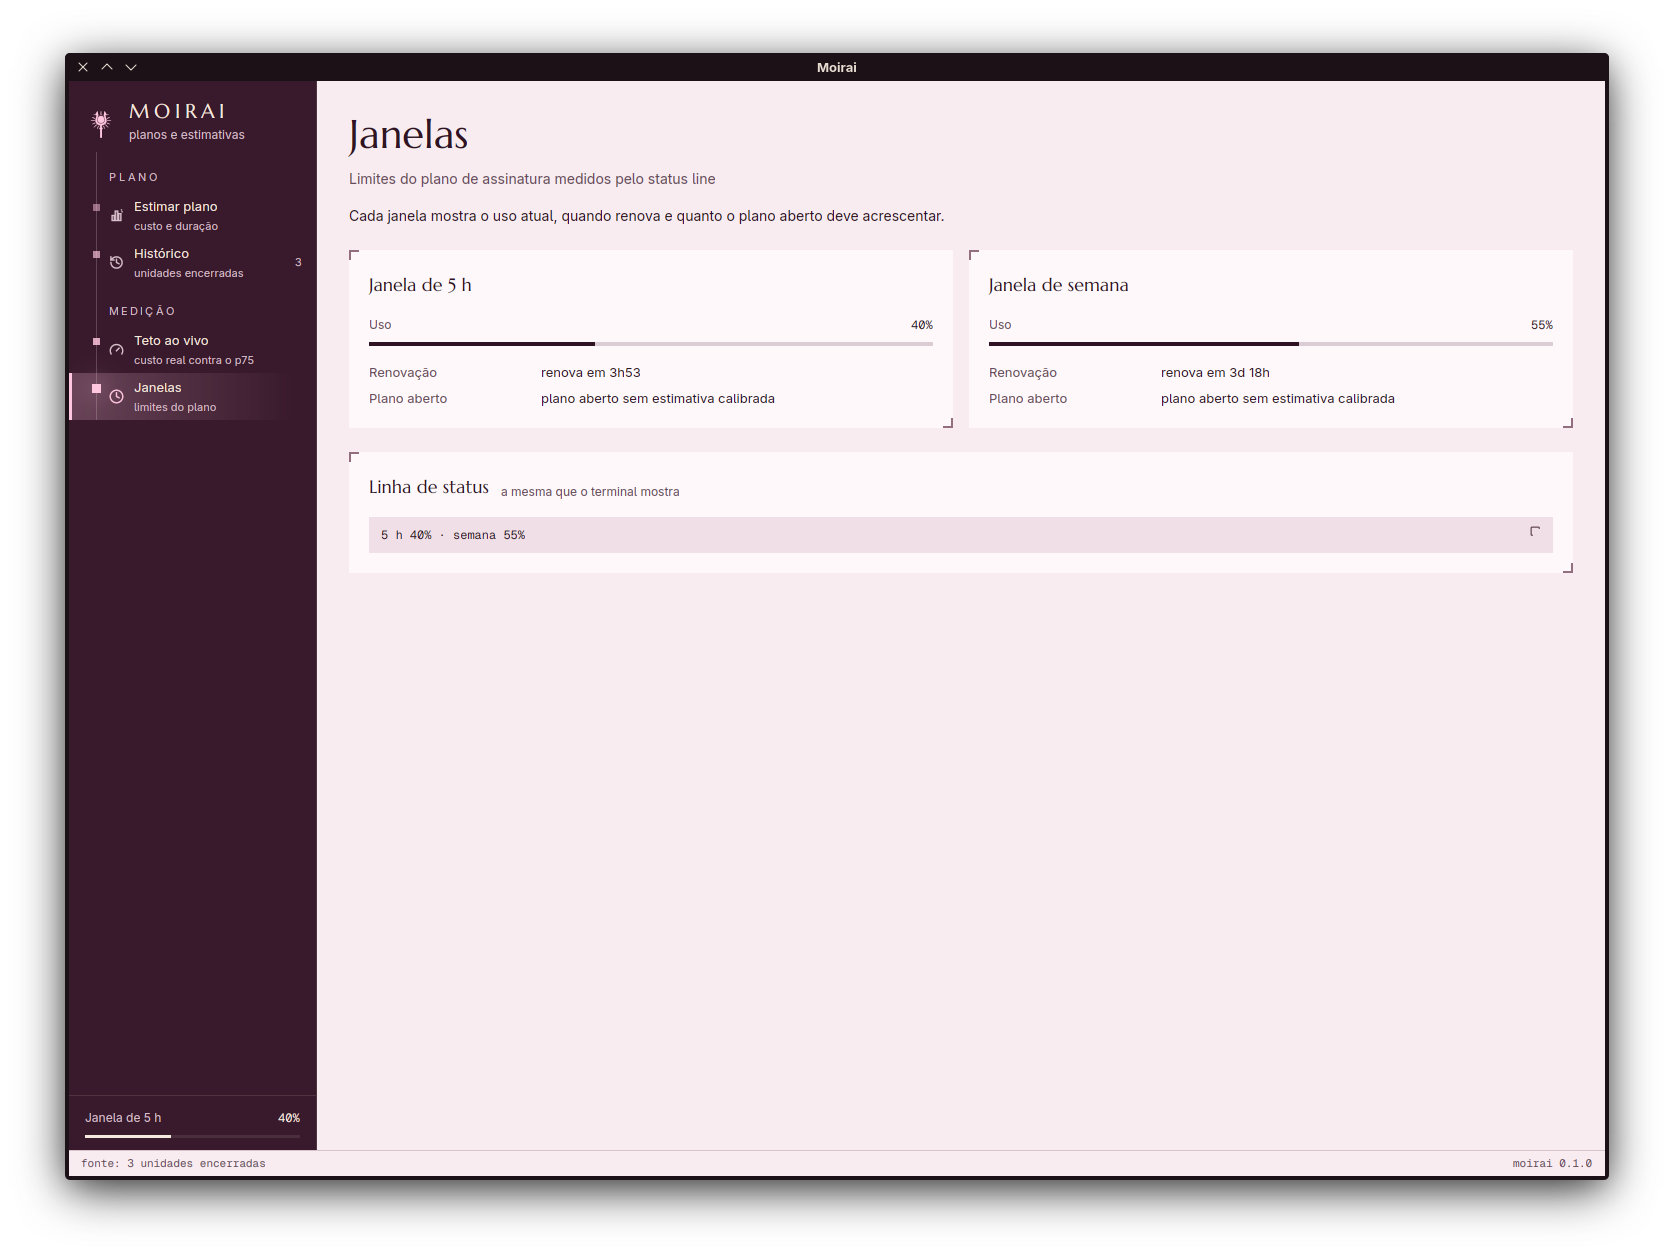 Moirai
MOIRAI
planos e estimativas
PLANO
Estimar plano
custo e duração
Histórico
3
unidades encerradas
MEDIÇÃO
Teto ao vivo
custo real contra o p75
Janelas
limites do plano
Janela de 5 h 40%
Janelas
Limites do plano de assinatura medidos pelo status line
Cada janela mostra o uso atual, quando renova e quanto o plano aberto deve acrescentar.
Janela de 5 h
Uso 40%
Renovação renova em 3h53
Plano aberto plano aberto sem estimativa calibrada
Janela de semana
Uso 55%
Renovação renova em 3d 18h
Plano aberto plano aberto sem estimativa calibrada
Linha de status a mesma que o terminal mostra
5 h 40% · semana 55%
fonte: 3 unidades encerradas moirai 0.1.0